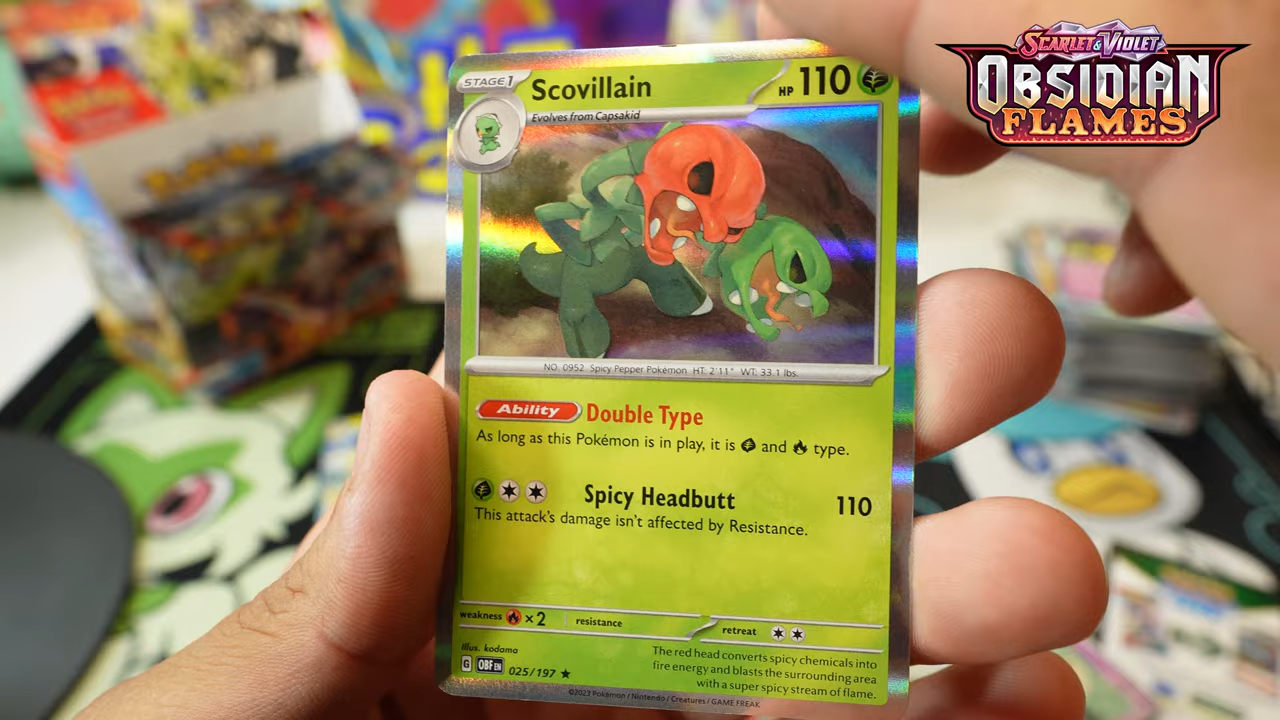 SCARLET & VIOLET
OBSIDIAN
FLAMES
STAGE 1
Scovillain
HP 110
Evolves from Capsakid
NO. 0952 Spicy Pepper Pokémon HT: 2'11" WT: 33.1 lbs.
Ability Double Type
As long as this Pokémon is in play, it is and type.
Spicy Headbutt 110
This attack's damage isn't affected by Resistance.
weakness ×2 resistance retreat
Illus. kodama
G OBF EN 025/197 ★
The red head converts spicy chemicals into
fire energy and blasts the surrounding area
with a super spicy stream of flame.
©2023 Pokémon / Nintendo / Creatures / GAME FREAK